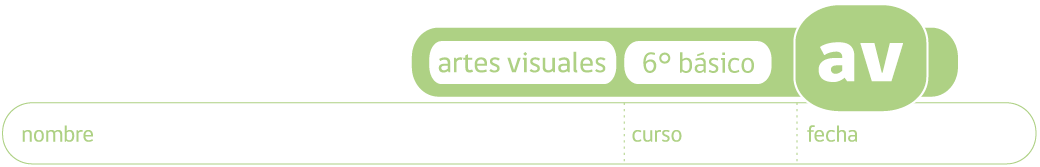 artes visuales 6° básico av
nombre curso fecha